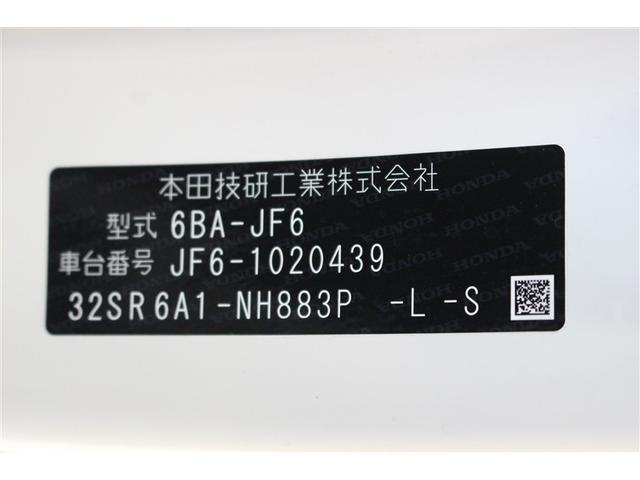 本田技研工業株式会社
型式 6BA-JF6
車台番号 JF6-1020439
32SR6A1-NH883P -L -S